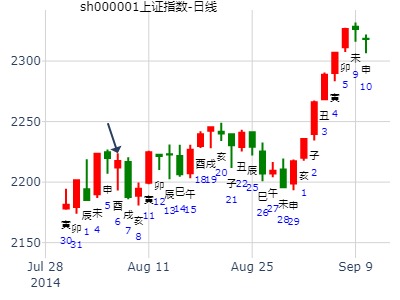 sh000001上证指数-日线
2300
2250
2200
2150
寅
30
卯
31
辰
1
未
4
申
5
酉
6
戌
7
亥
8
寅
11
卯
12
辰
13
巳
14
午
15
酉
18
戌
19
亥
20
子
21
丑
22
辰
25
巳
26
午
27
未
28
申
29
亥
1
子
2
丑
3
寅
4
卯
5
未
9
申
10
Jul 28
2014
Aug 11
Aug 25
Sep 9